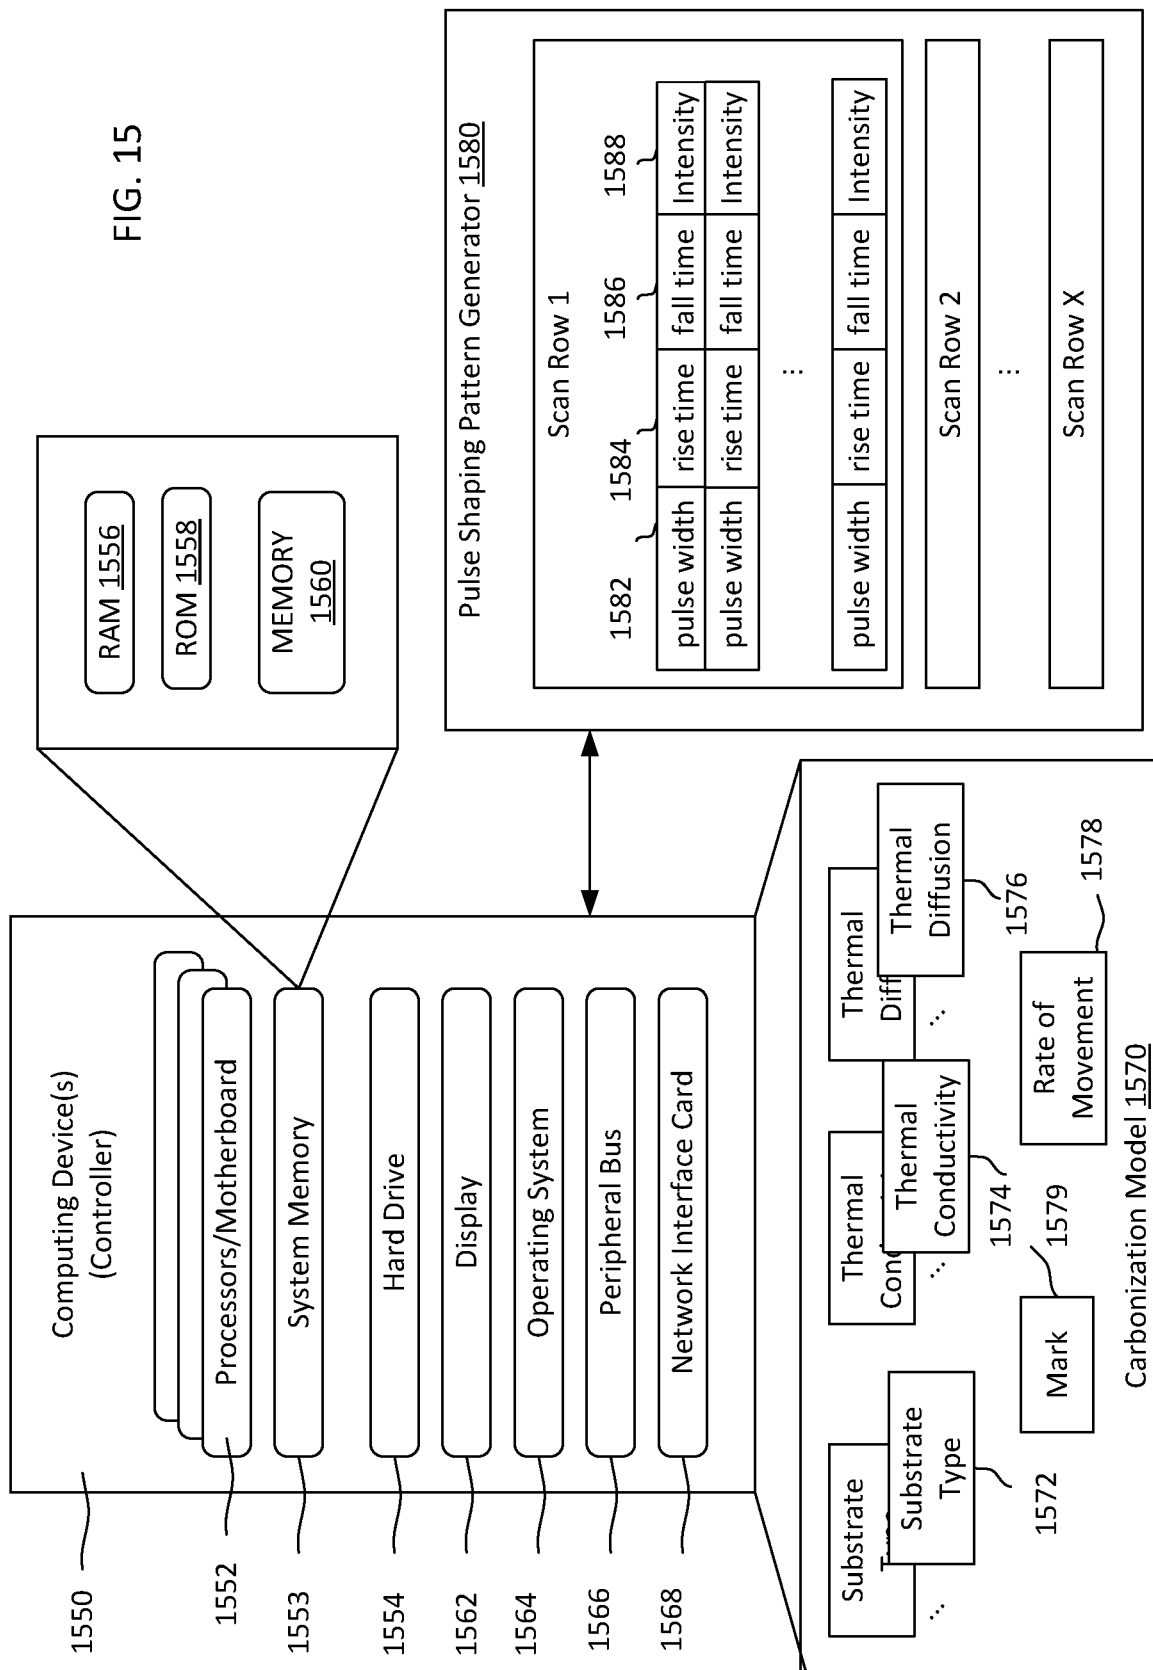 FIG. 15
1550
Computing Device(s)
(Controller)
1552
Processors/Motherboard
1553
System Memory
1554
Hard Drive
1562
Display
1564
Operating System
1566
Peripheral Bus
1568
Network Interface Card
RAM 1556
ROM 1558
MEMORY
1560
Pulse Shaping Pattern Generator 1580
Scan Row 1
1582
1584
1586
1588
pulse width rise time fall time Intensity
pulse width rise time fall time Intensity
...
pulse width rise time fall time Intensity
Scan Row 2
...
Scan Row X
Substrate
Substrate
Type
...
1572
Thermal
Con
Thermal
Conductivity
...
1574
Thermal
Diff
Thermal
Diffusion
...
1576
Mark
1579
Rate of
Movement
1578
Carbonization Model 1570